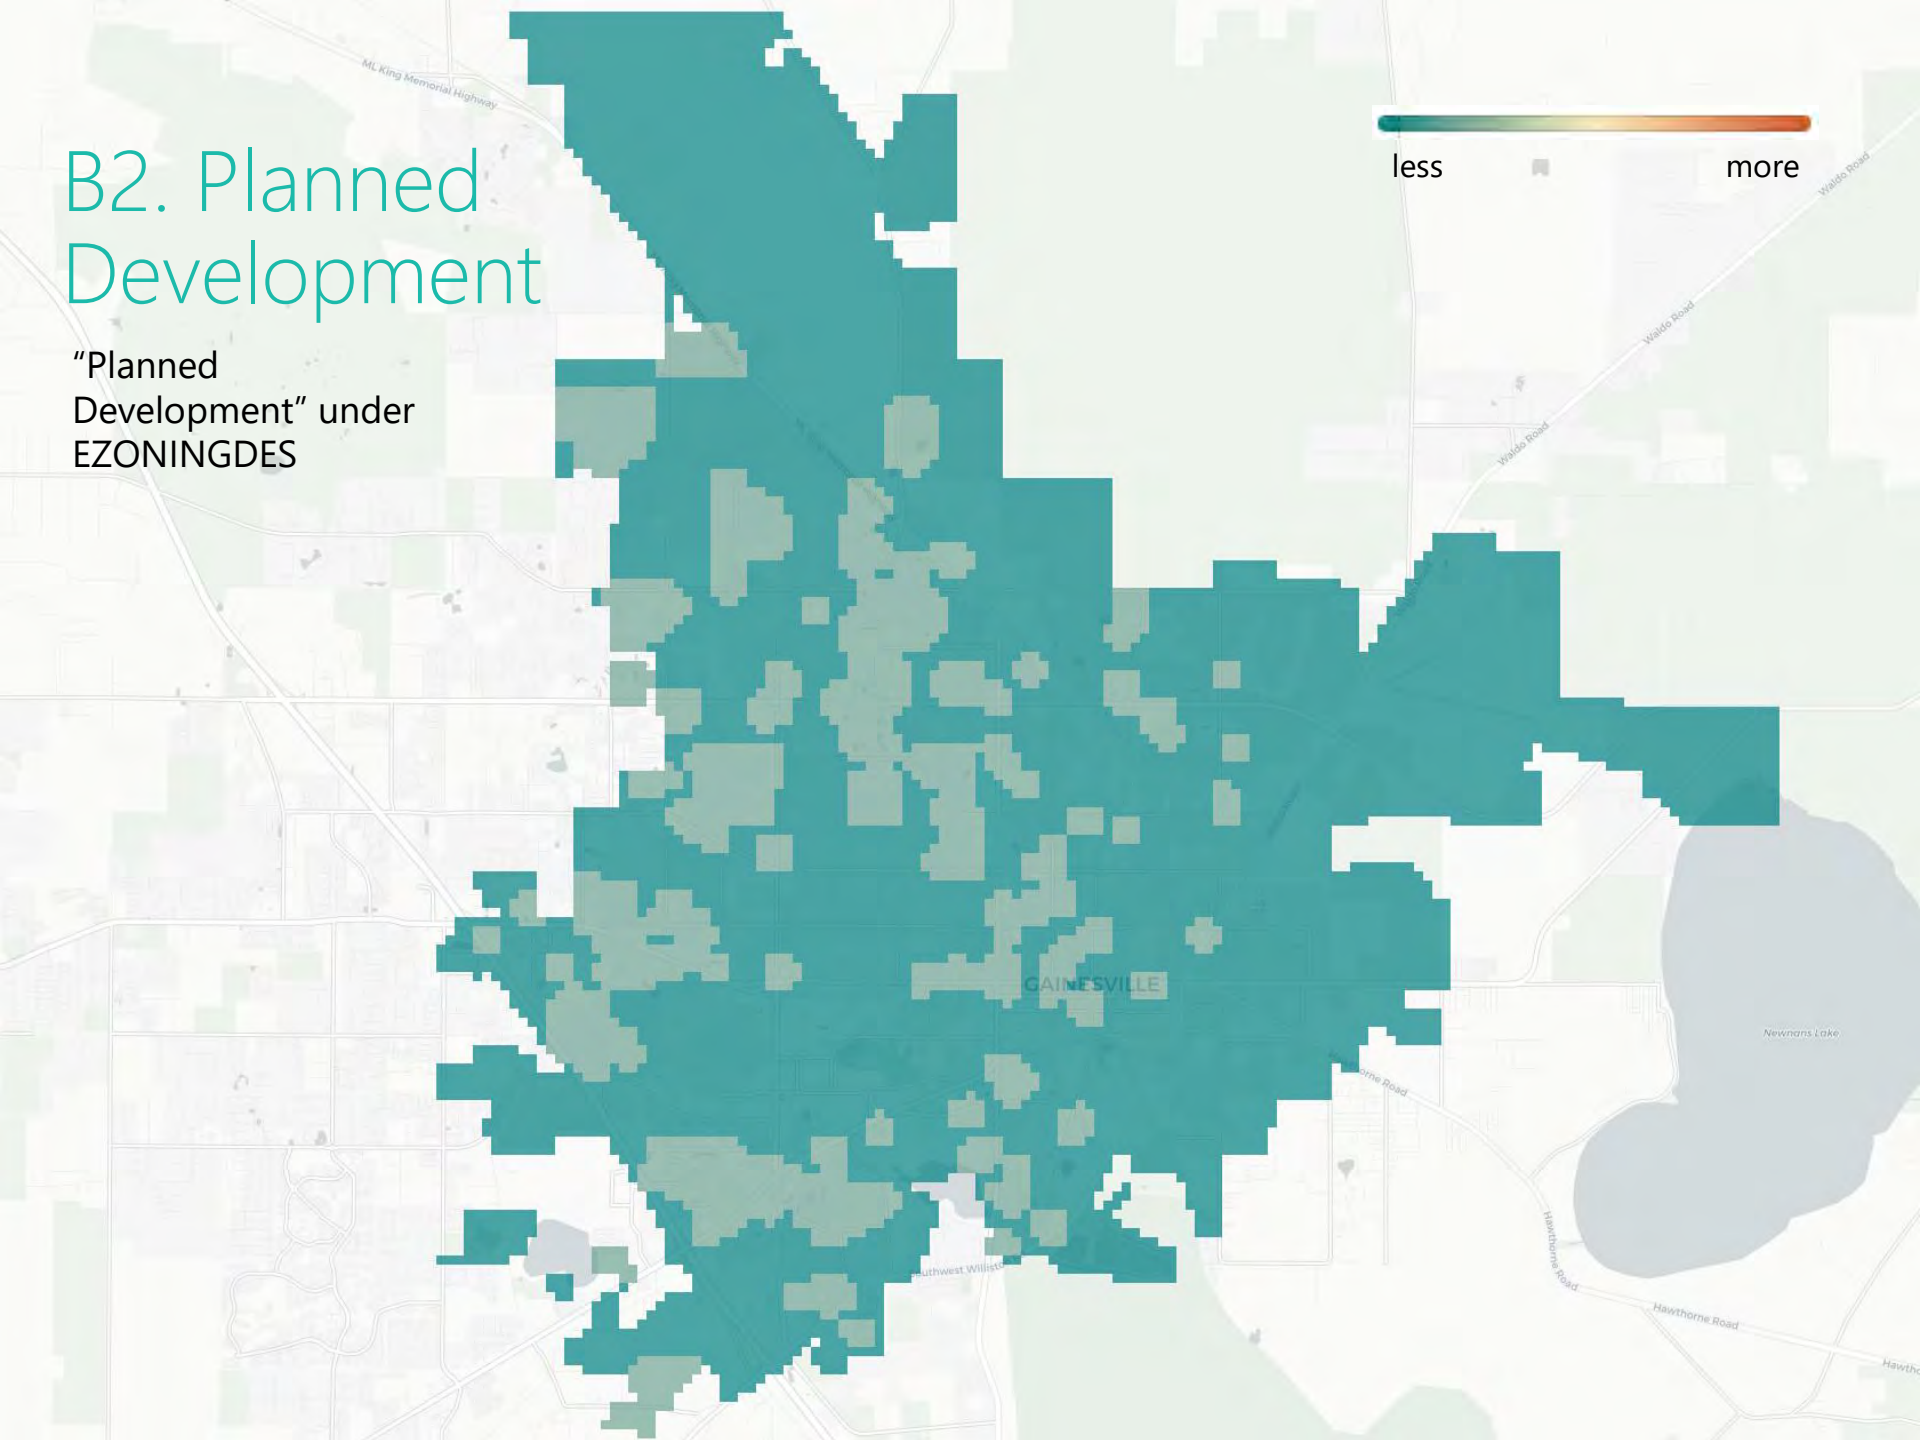 ML King Memorial Highway
less
more
Waldo Road
B2. Planned
Development
Waldo Road
“Planned
Development” under
EZONINGDES
Waldo Road
GAINESVILLE
Newnans Lake
Hawthorne Road
Hawthorne Road